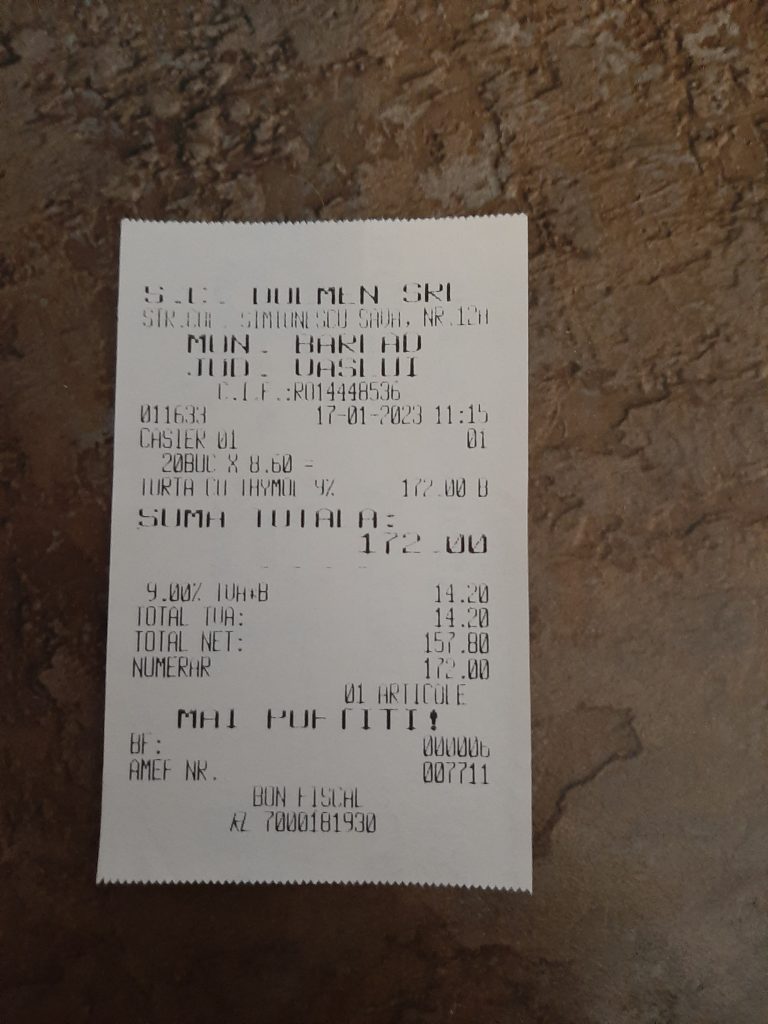 S.C. DOLMEN SRL
STR.COL. SIMIONESCU SAVA, NR.12A
MUN. BARLAD
JUD. VASLUI
C.I.F.:RO14448536
011633 17-01-2023 11:15
CASIER 01 01
20BUC X 8.60 =
TURTA CU THYMOL 9% 172.00 B
SUMA TOTALA:
172.00
- - - - -
9.00% TVA*B 14.20
TOTAL TVA: 14.20
TOTAL NET: 157.80
NUMERAR 172.00
01 ARTICOLE
MAI POFTITI!
BF: 000006
AMEF NR. 007711
BON FISCAL
7000181930